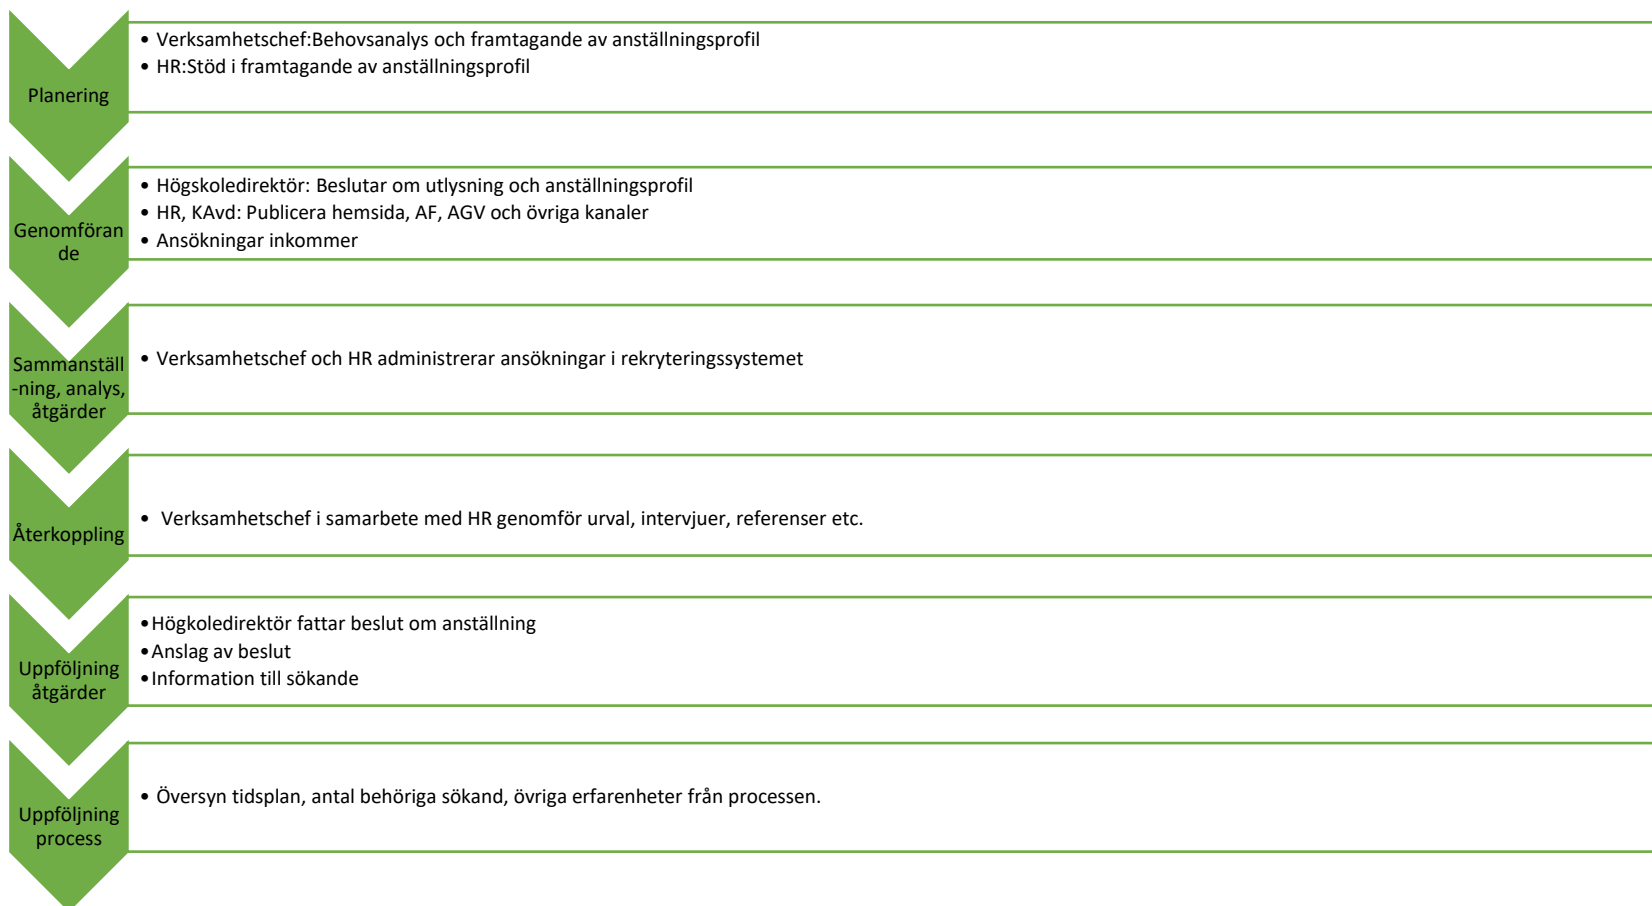 Planering
• Verksamhetschef:Behovsanalys och framtagande av anställningsprofil
• HR:Stöd i framtagande av anställningsprofil
Genomföran
de
• Högskoledirektör: Beslutar om utlysning och anställningsprofil
• HR, KAvd: Publicera hemsida, AF, AGV och övriga kanaler
• Ansökningar inkommer
Sammanställ
-ning, analys,
åtgärder
• Verksamhetschef och HR administrerar ansökningar i rekryteringssystemet
Återkoppling
• Verksamhetschef i samarbete med HR genomför urval, intervjuer, referenser etc.
Uppföljning
åtgärder
•Högkoledirektör fattar beslut om anställning
•Anslag av beslut
•Information till sökande
Uppföljning
process
• Översyn tidsplan, antal behöriga sökand, övriga erfarenheter från processen.